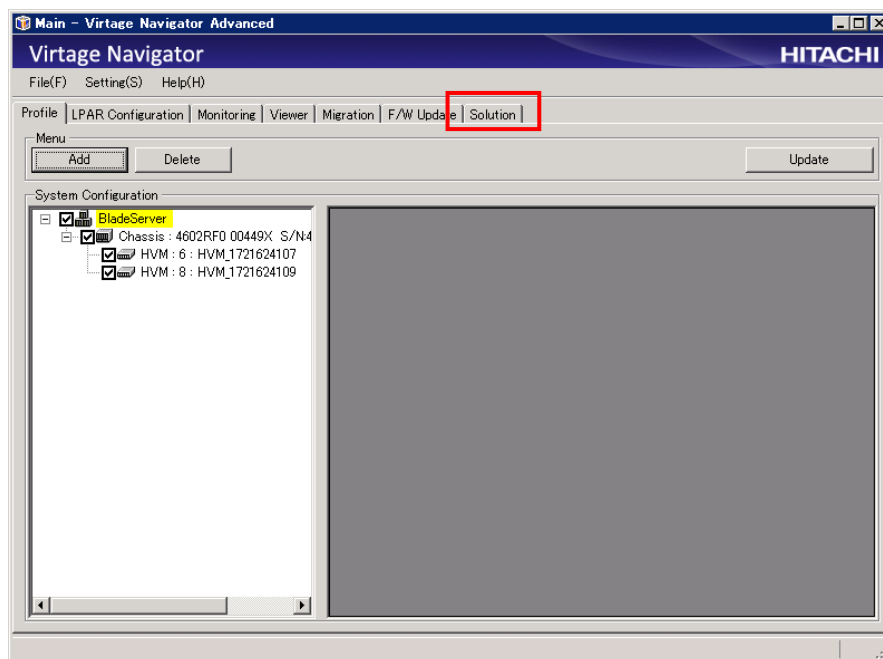 Main - Virtage Navigator Advanced
Virtage Navigator
HITACHI
File(F) Setting(S) Help(H)
Profile LPAR Configuration Monitoring Viewer Migration F/W Update Solution
Menu
Add Delete Update
System Configuration
BladeServer
Chassis : 4602RF0 00449X S/N:4
HVM : 6 : HVM_1721624107
HVM : 8 : HVM_1721624109